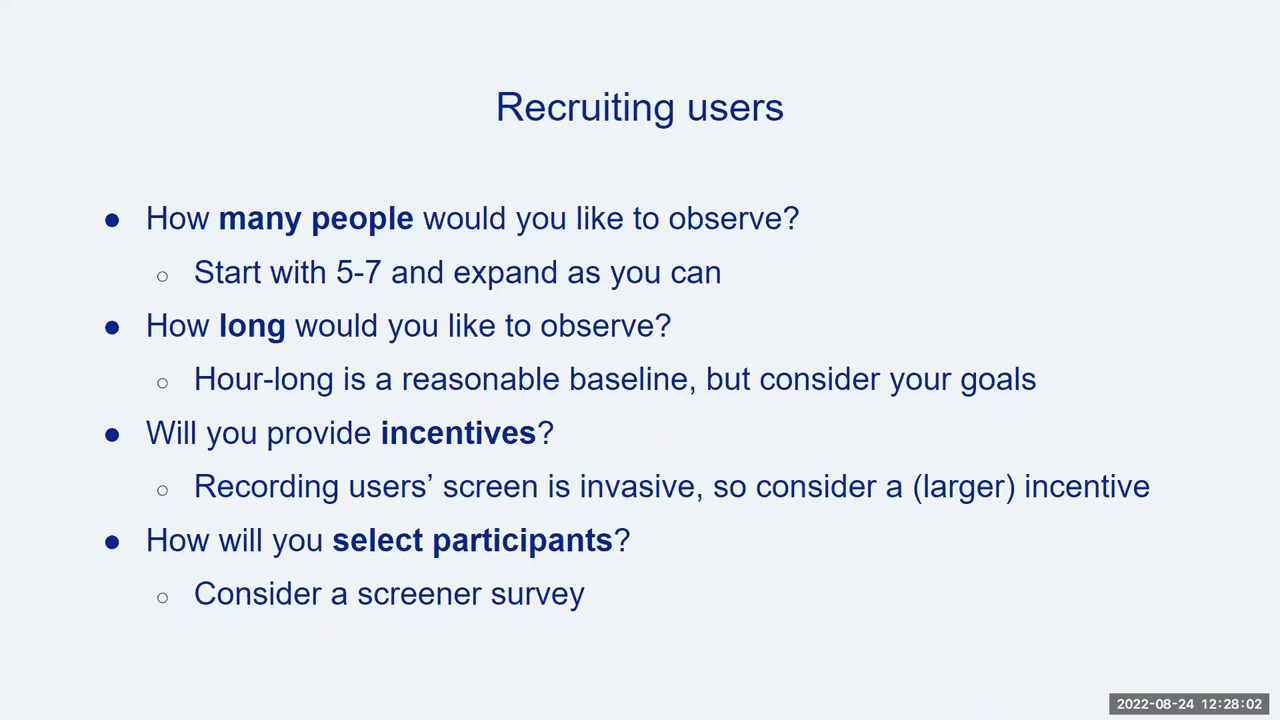 Recruiting users
● How many people would you like to observe?
○ Start with 5-7 and expand as you can
● How long would you like to observe?
○ Hour-long is a reasonable baseline, but consider your goals
● Will you provide incentives?
○ Recording users’ screen is invasive, so consider a (larger) incentive
● How will you select participants?
○ Consider a screener survey
2022-08-24 12:28:02